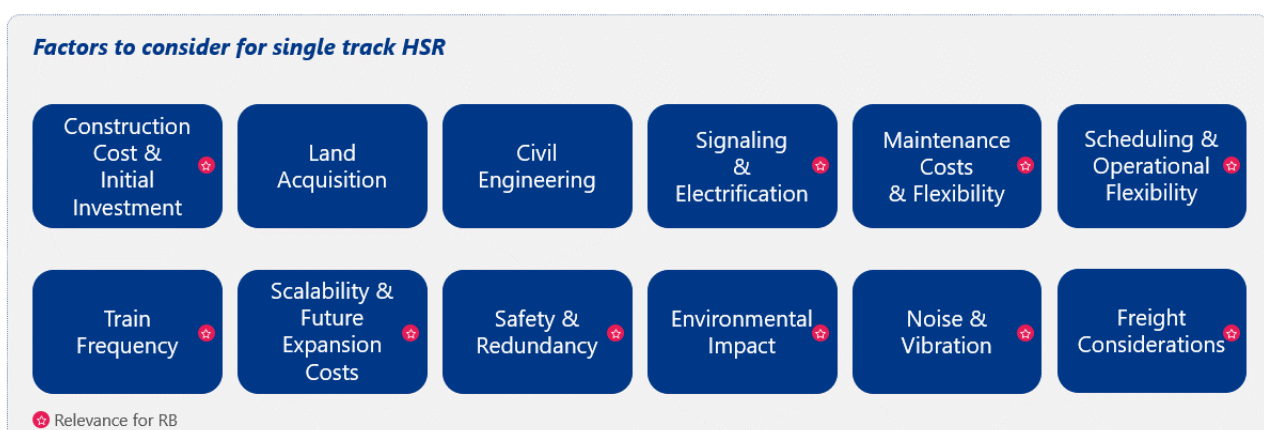 Factors to consider for single track HSR
Construction
Cost &
Initial
Investment
Land
Acquisition
Civil
Engineering
Signaling
&
Electrification
Maintenance
Costs
& Flexibility
Scheduling &
Operational
Flexibility
Train
Frequency
Scalability &
Future
Expansion
Costs
Safety &
Redundancy
Environmental
Impact
Noise &
Vibration
Freight
Considerations
Relevance for RB